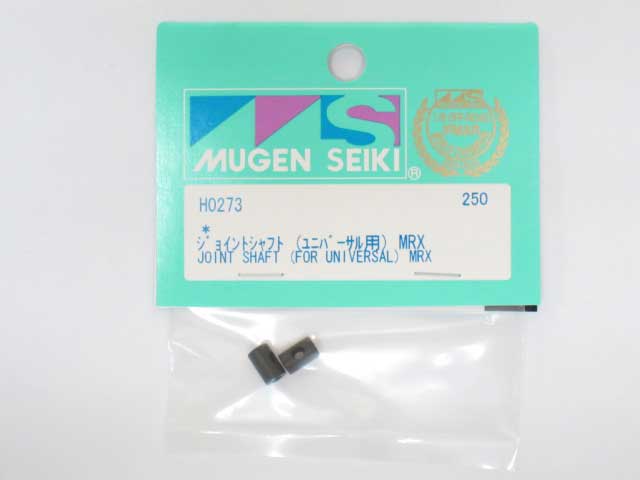 MS
MUGEN SEIKI®
H0273 250
*
ジョイントシャフト (ユニバーサル用) MRX
JOINT SHAFT (FOR UNIVERSAL) MRX